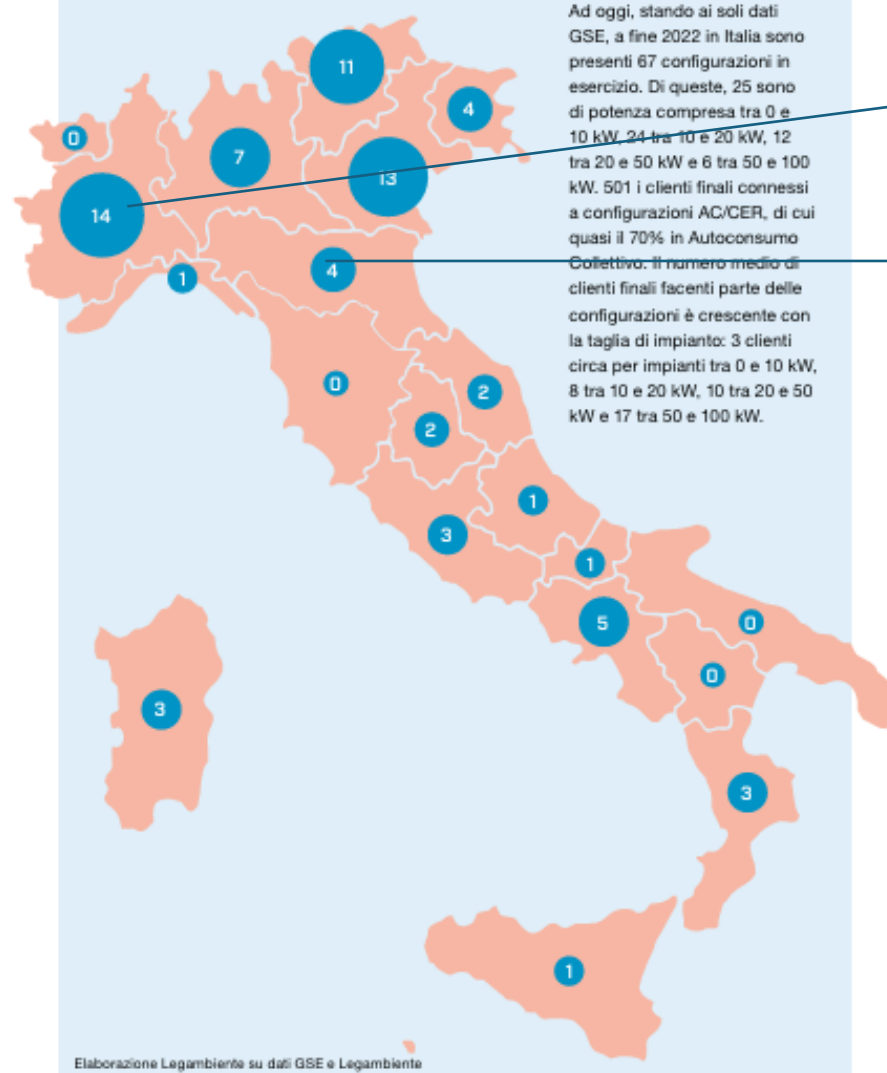 Ad oggi, stando ai soli dati
GSE, a fine 2022 in Italia sono
presenti 67 configurazioni in
esercizio. Di queste, 25 sono
di potenza compresa tra 0 e
10 kW, 24 tra 10 e 20 kW, 12
tra 20 e 50 kW e 6 tra 50 e 100
kW. 501 i clienti finali connessi
a configurazioni AC/CER, di cui
quasi il 70% in Autoconsumo
Collettivo. Il numero medio di
clienti finali facenti parte delle
configurazioni è crescente con
la taglia di impianto: 3 clienti
circa per impianti tra 0 e 10 kW,
8 tra 10 e 20 kW, 10 tra 20 e 50
kW e 17 tra 50 e 100 kW.
11
4
0
7
13
14
1
4
0
2
2
1
3
1
5
0
0
3
3
1
Elaborazione Legambiente su dati GSE e Legambiente